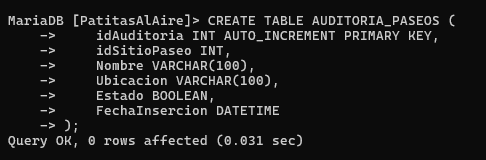 MariaDB [PatitasAlAire]> CREATE TABLE AUDITORIA_PASEOS (
    ->     idAuditoria INT AUTO_INCREMENT PRIMARY KEY,
    ->     idSitioPaseo INT,
    ->     Nombre VARCHAR(100),
    ->     Ubicacion VARCHAR(100),
    ->     Estado BOOLEAN,
    ->     FechaInsercion DATETIME
    -> );
Query OK, 0 rows affected (0.031 sec)